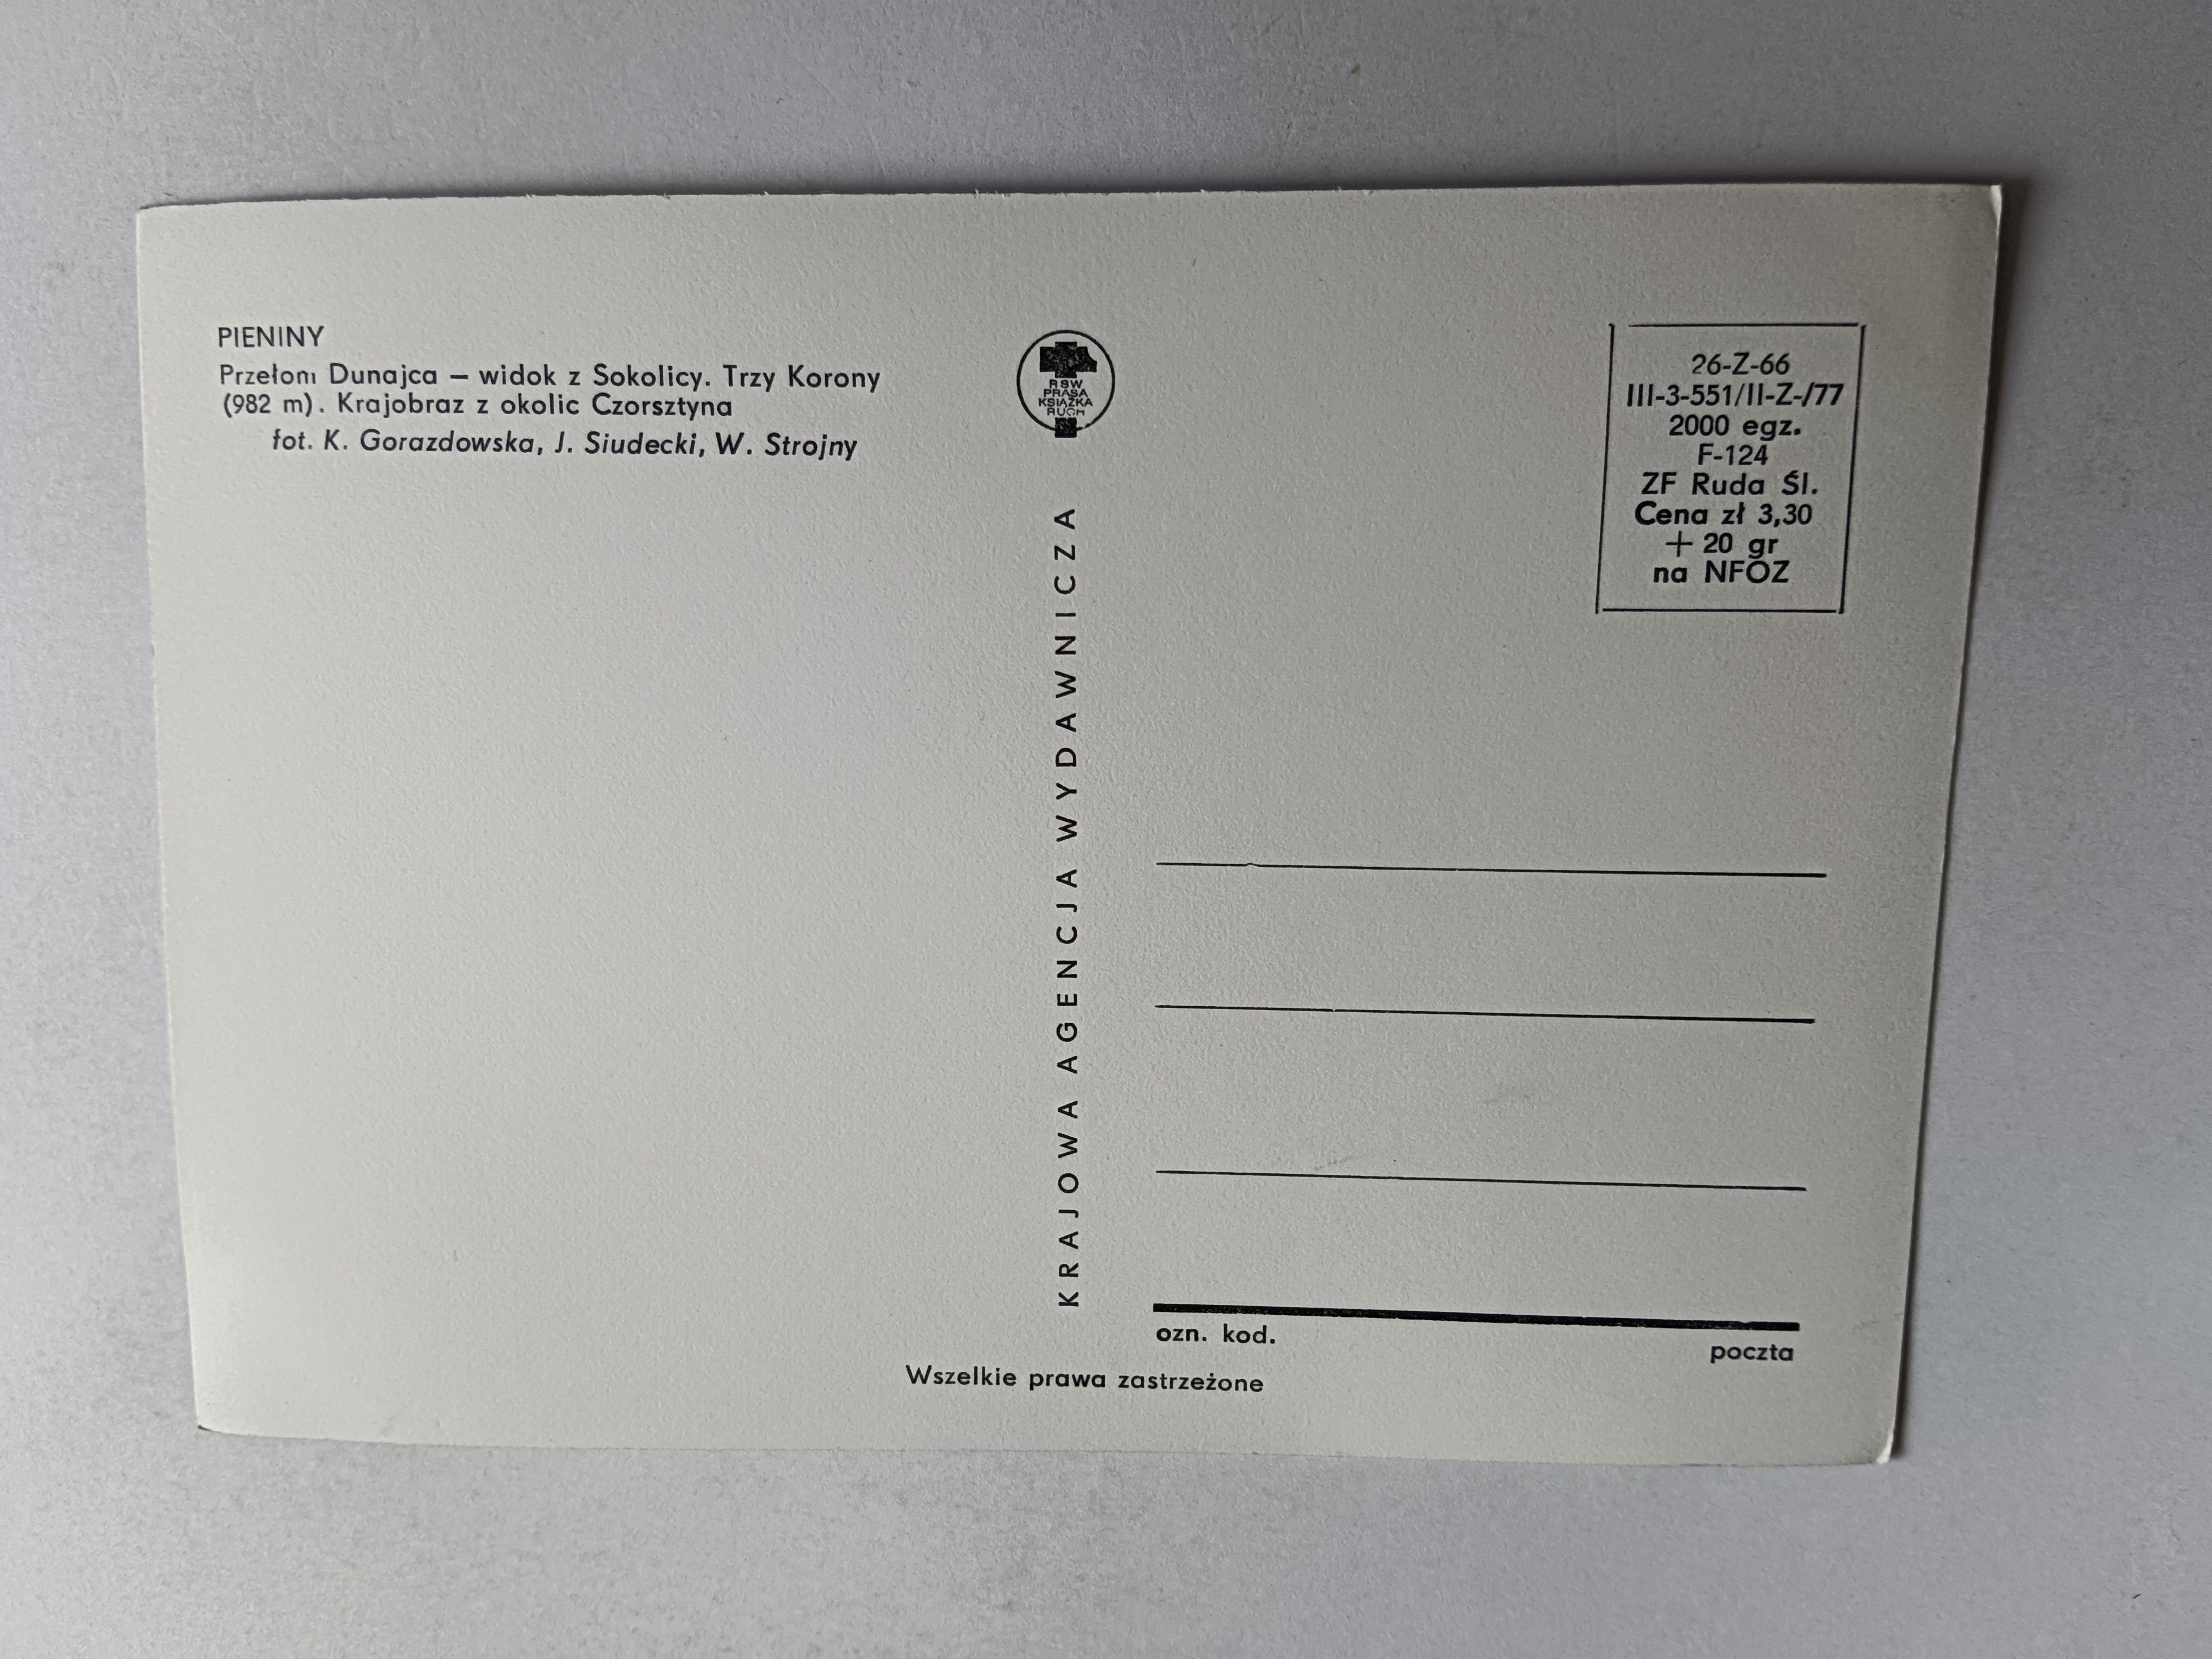 PIENINY
Przełom Dunajca – widok z Sokolicy. Trzy Korony
(982 m). Krajobraz z okolic Czorsztyna
fot. K. Gorazdowska, J. Siudecki, W. Strojny
RSW
PRASA
KSIĄŻKA
RUCH
KRAJOWA AGENCJA WYDAWNICZA
26-Z-66
III-3-551/II-Z-/77
2000 egz.
F-124
ZF Ruda Śl.
Cena zł 3,30
+ 20 gr
na NFOZ
ozn. kod.
poczta
Wszelkie prawa zastrzeżone